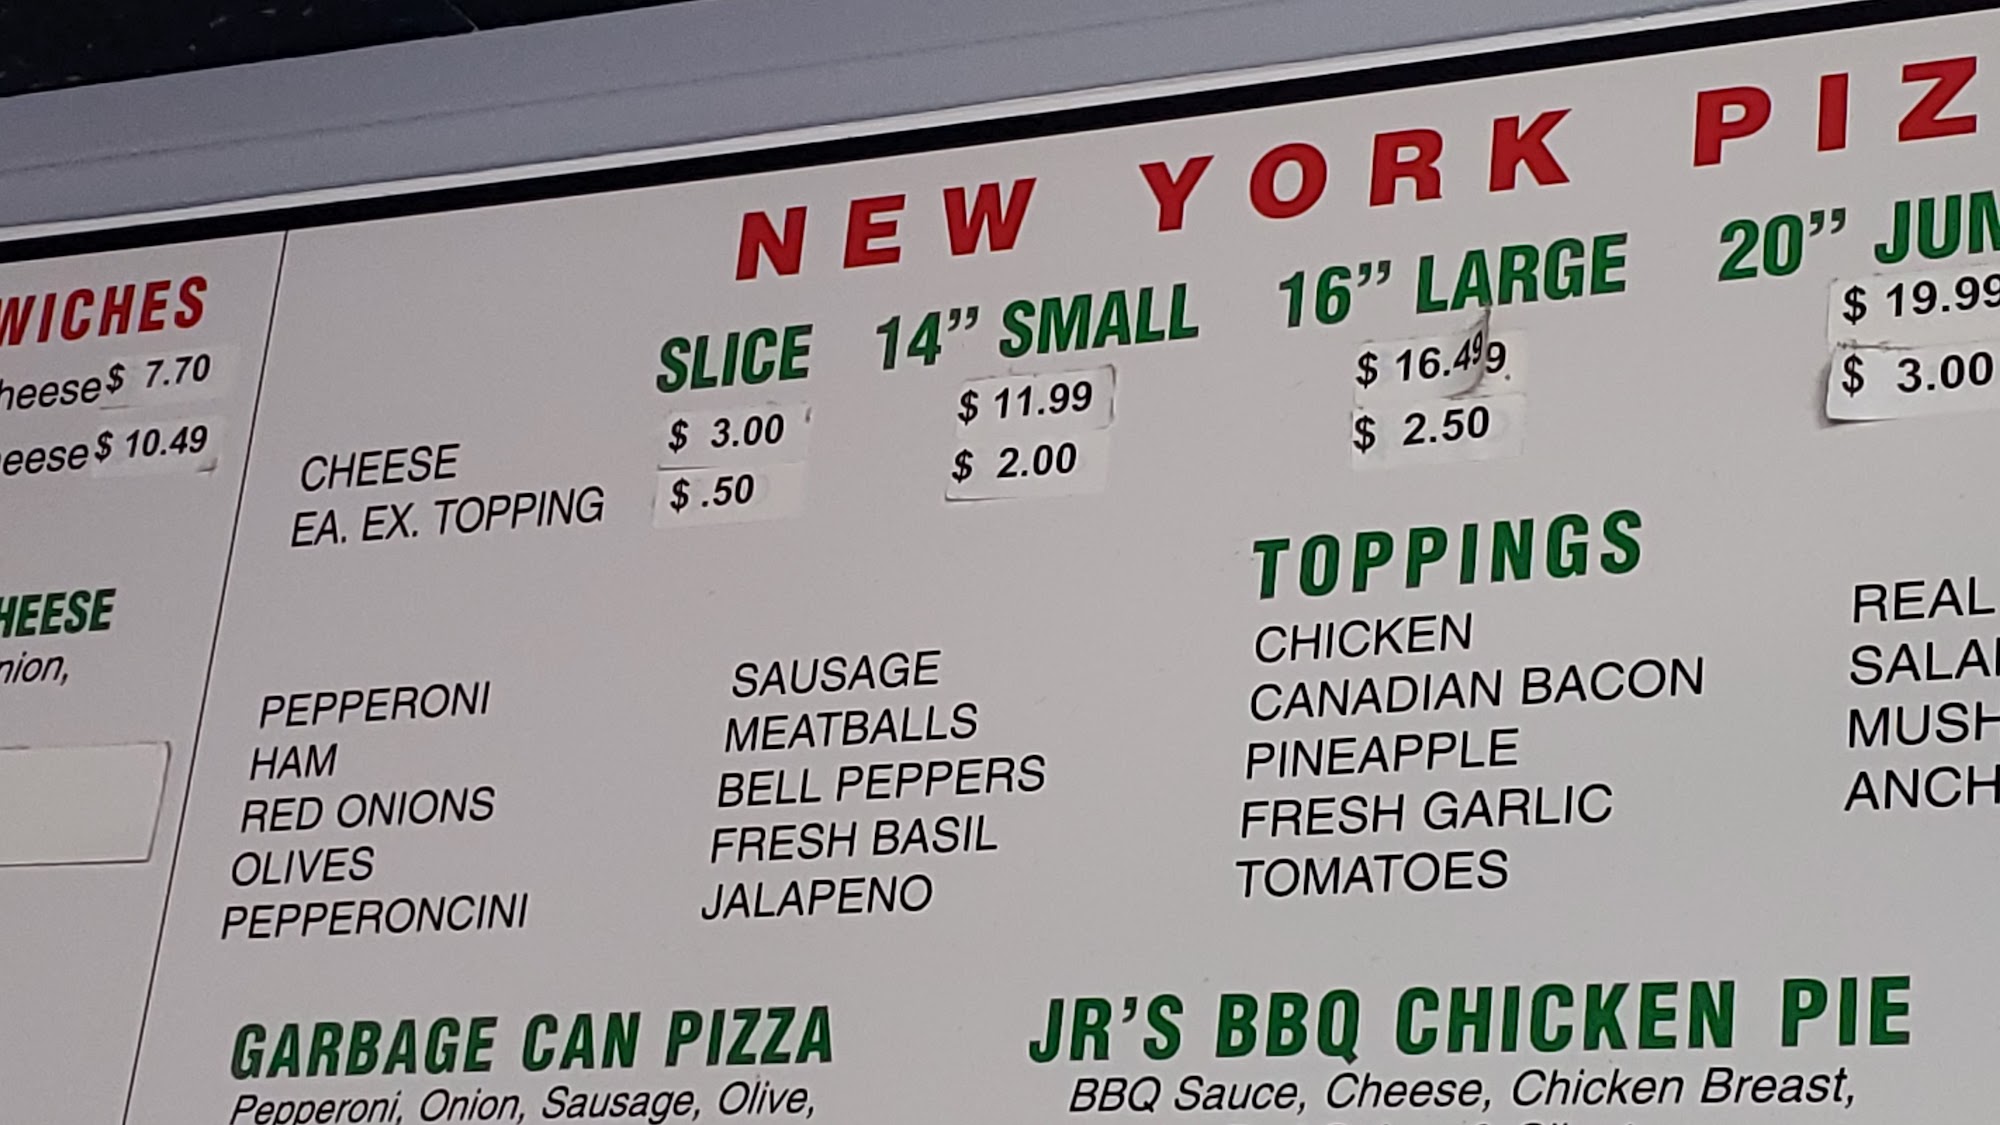 NEW YORK PIZ
WICHES
heese $ 7.70
eese $ 10.49
HEESE
nion,
SLICE 14" SMALL 16" LARGE 20" JUM
CHEESE $ 3.00 $ 11.99 $ 16.49 $ 19.99
EA. EX. TOPPING $ .50 $ 2.00 $ 2.50 $ 3.00
TOPPINGS
PEPPERONI SAUSAGE CHICKEN REAL
HAM MEATBALLS CANADIAN BACON SALA
RED ONIONS BELL PEPPERS PINEAPPLE MUSH
OLIVES FRESH BASIL FRESH GARLIC ANCH
PEPPERONCINI JALAPENO TOMATOES
GARBAGE CAN PIZZA
Pepperoni, Onion, Sausage, Olive,
JR'S BBQ CHICKEN PIE
BBQ Sauce, Cheese, Chicken Breast,